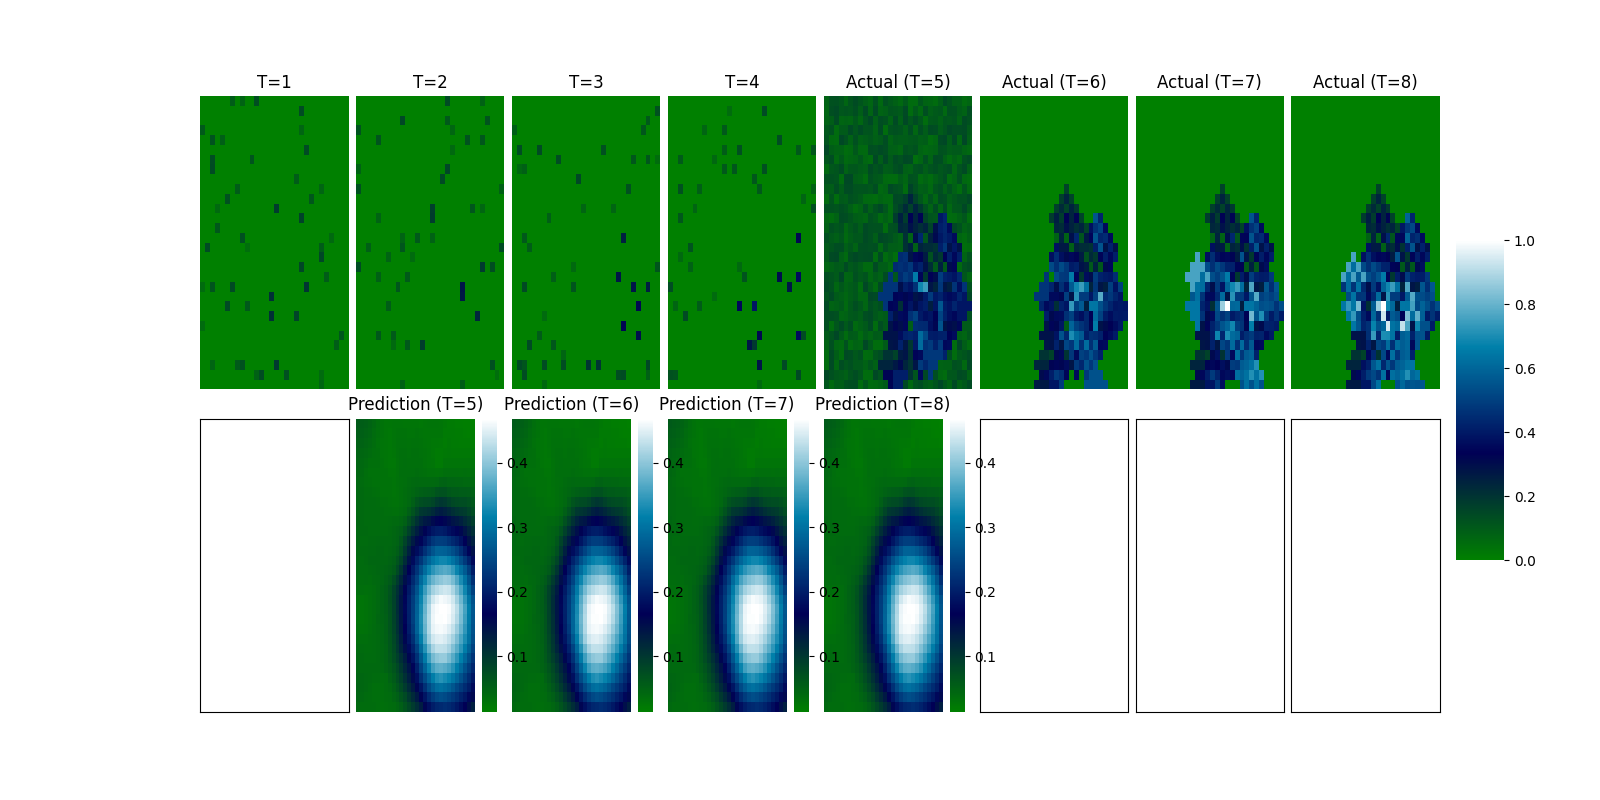 T=1
T=2
T=3
T=4
Actual (T=5)
Actual (T=6)
Actual (T=7)
Actual (T=8)
1.0
0.8
0.6
0.4
0.2
0.0
Prediction (T=5)
Prediction (T=6)
Prediction (T=7)
Prediction (T=8)
0.4
0.3
0.2
0.1
0.4
0.3
0.2
0.1
0.4
0.3
0.2
0.1
0.4
0.3
0.2
0.1